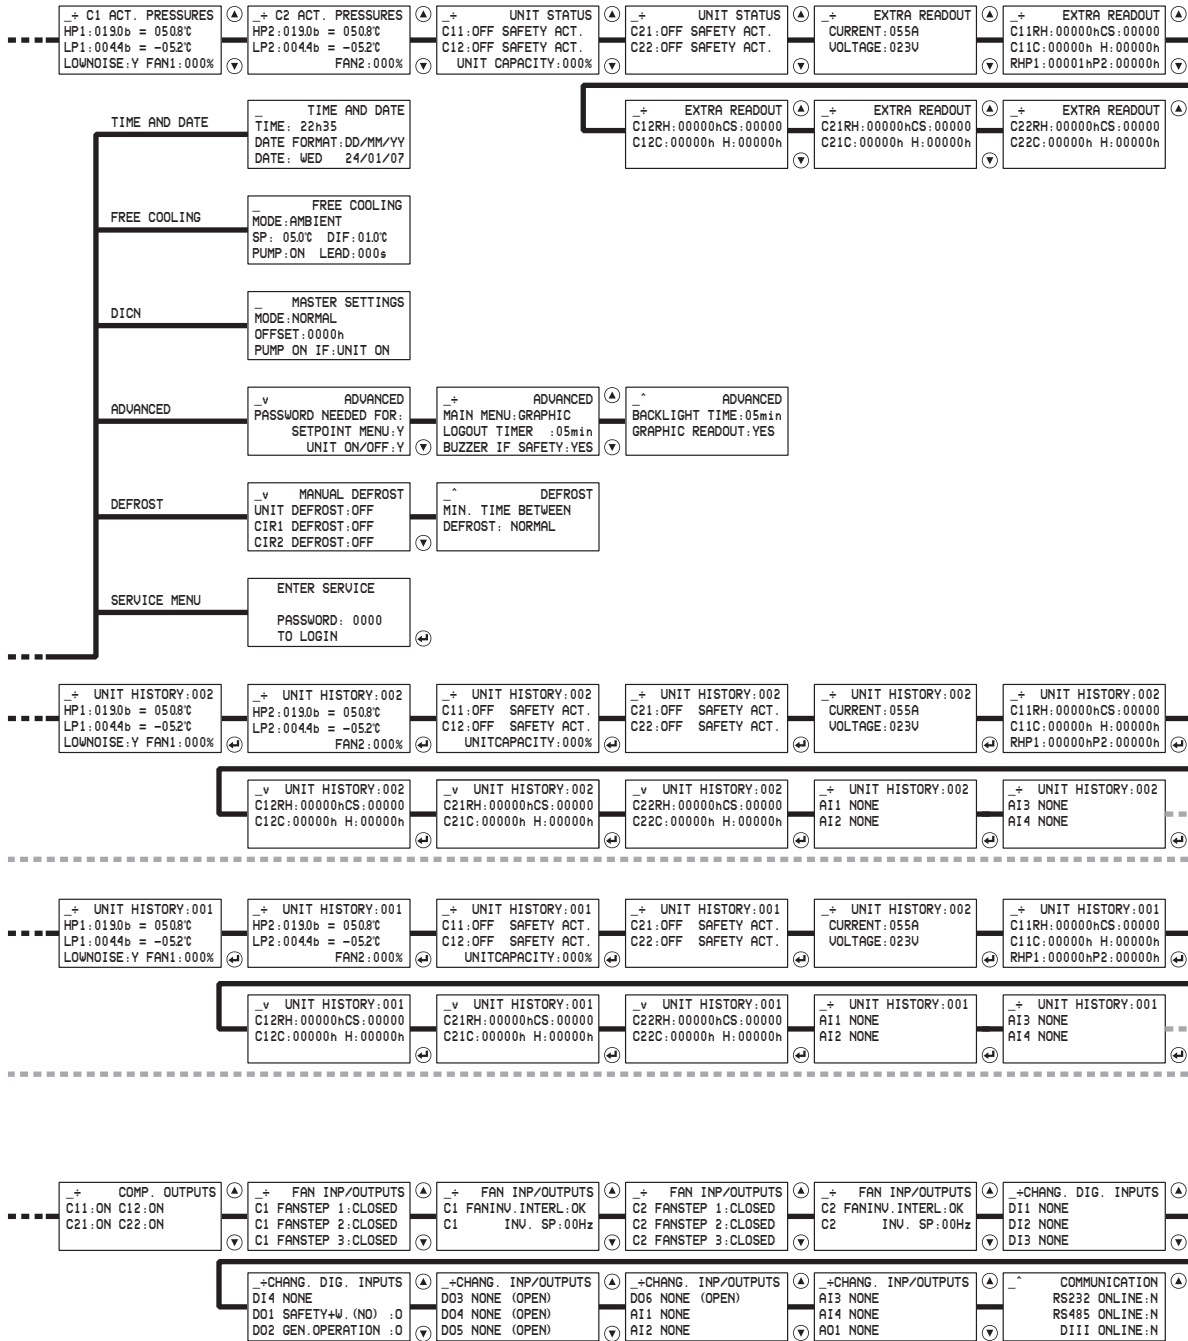 _÷ C1 ACT. PRESSURES
HP1:019.0b = 050.8℃
LP1:004.4b = -05.2℃
LOWNOISE:Y FAN1:000%
_÷ C2 ACT. PRESSURES
HP2:019.0b = 050.8℃
LP2:004.4b = -05.2℃
FAN2:000%
_÷ UNIT STATUS
C11:OFF SAFETY ACT.
C12:OFF SAFETY ACT.
UNIT CAPACITY:000%
_÷ UNIT STATUS
C21:OFF SAFETY ACT.
C22:OFF SAFETY ACT.
_÷ EXTRA READOUT
CURRENT:055A
VOLTAGE:023V
_÷ EXTRA READOUT
C11RH:00000hCS:00000
C11C:00000h H:00000h
RHP1:00001hP2:00000h
_÷ EXTRA READOUT
C12RH:00000hCS:00000
C12C:00000h H:00000h
_÷ EXTRA READOUT
C21RH:00000hCS:00000
C21C:00000h H:00000h
_÷ EXTRA READOUT
C22RH:00000hCS:00000
C22C:00000h H:00000h
TIME AND DATE
_ TIME AND DATE
TIME: 22h35
DATE FORMAT:DD/MM/YY
DATE: WED 24/01/07
FREE COOLING
_ FREE COOLING
MODE:AMBIENT
SP: 05.0℃ DIF:01.0℃
PUMP:ON LEAD:000s
DICN
_ MASTER SETTINGS
MODE:NORMAL
OFFSET:0000h
PUMP ON IF:UNIT ON
ADVANCED
_v ADVANCED
PASSWORD NEEDED FOR:
SETPOINT MENU:Y
UNIT ON/OFF:Y
_÷ ADVANCED
MAIN MENU:GRAPHIC
LOGOUT TIMER :05min
BUZZER IF SAFETY:YES
_^ ADVANCED
BACKLIGHT TIME:05min
GRAPHIC READOUT:YES
DEFROST
_v MANUAL DEFROST
UNIT DEFROST:OFF
CIR1 DEFROST:OFF
CIR2 DEFROST:OFF
_^ DEFROST
MIN. TIME BETWEEN
DEFROST: NORMAL
SERVICE MENU
ENTER SERVICE
PASSWORD: 0000
TO LOGIN
_÷ UNIT HISTORY:002
HP1:019.0b = 050.8℃
LP1:004.4b = -05.2℃
LOWNOISE:Y FAN1:000%
_÷ UNIT HISTORY:002
HP2:019.0b = 050.8℃
LP2:004.4b = -05.2℃
FAN2:000%
_÷ UNIT HISTORY:002
C11:OFF SAFETY ACT.
C12:OFF SAFETY ACT.
UNITCAPACITY:000%
_÷ UNIT HISTORY:002
C21:OFF SAFETY ACT.
C22:OFF SAFETY ACT.
_÷ UNIT HISTORY:002
CURRENT:055A
VOLTAGE:023V
_÷ UNIT HISTORY:002
C11RH:00000hCS:00000
C11C:00000h H:00000h
RHP1:00000hP2:00000h
_v UNIT HISTORY:002
C12RH:00000hCS:00000
C12C:00000h H:00000h
_v UNIT HISTORY:002
C21RH:00000hCS:00000
C21C:00000h H:00000h
_v UNIT HISTORY:002
C22RH:00000hCS:00000
C22C:00000h H:00000h
_÷ UNIT HISTORY:002
AI1 NONE
AI2 NONE
_÷ UNIT HISTORY:002
AI3 NONE
AI4 NONE
_÷ UNIT HISTORY:001
HP1:019.0b = 050.8℃
LP1:004.4b = -05.2℃
LOWNOISE:Y FAN1:000%
_÷ UNIT HISTORY:001
HP2:019.0b = 050.8℃
LP2:004.4b = -05.2℃
FAN2:000%
_÷ UNIT HISTORY:001
C11:OFF SAFETY ACT.
C12:OFF SAFETY ACT.
UNITCAPACITY:000%
_÷ UNIT HISTORY:001
C21:OFF SAFETY ACT.
C22:OFF SAFETY ACT.
_÷ UNIT HISTORY:002
CURRENT:055A
VOLTAGE:023V
_÷ UNIT HISTORY:001
C11RH:00000hCS:00000
C11C:00000h H:00000h
RHP1:00000hP2:00000h
_v UNIT HISTORY:001
C12RH:00000hCS:00000
C12C:00000h H:00000h
_v UNIT HISTORY:001
C21RH:00000hCS:00000
C21C:00000h H:00000h
_v UNIT HISTORY:001
C22RH:00000hCS:00000
C22C:00000h H:00000h
_÷ UNIT HISTORY:001
AI1 NONE
AI2 NONE
_÷ UNIT HISTORY:001
AI3 NONE
AI4 NONE
_÷ COMP. OUTPUTS
C11:ON C12:ON
C21:ON C22:ON
_÷ FAN INP/OUTPUTS
C1 FANSTEP 1:CLOSED
C1 FANSTEP 2:CLOSED
C1 FANSTEP 3:CLOSED
_÷ FAN INP/OUTPUTS
C1 FANINV.INTERL:OK
C1 INV. SP:00Hz
_÷ FAN INP/OUTPUTS
C2 FANSTEP 1:CLOSED
C2 FANSTEP 2:CLOSED
C2 FANSTEP 3:CLOSED
_÷ FAN INP/OUTPUTS
C2 FANINV.INTERL:OK
C2 INV. SP:00Hz
_÷CHANG. DIG. INPUTS
DI1 NONE
DI2 NONE
DI3 NONE
_÷CHANG. DIG. INPUTS
DI4 NONE
DO1 SAFETY+W.(NO) :O
DO2 GEN.OPERATION :O
_÷CHANG. INP/OUTPUTS
DO3 NONE (OPEN)
DO4 NONE (OPEN)
DO5 NONE (OPEN)
_÷CHANG. INP/OUTPUTS
DO6 NONE (OPEN)
AI1 NONE
AI2 NONE
_÷CHANG. INP/OUTPUTS
AI3 NONE
AI4 NONE
AO1 NONE
_^ COMMUNICATION
RS232 ONLINE:N
RS485 ONLINE:N
DIII ONLINE:N